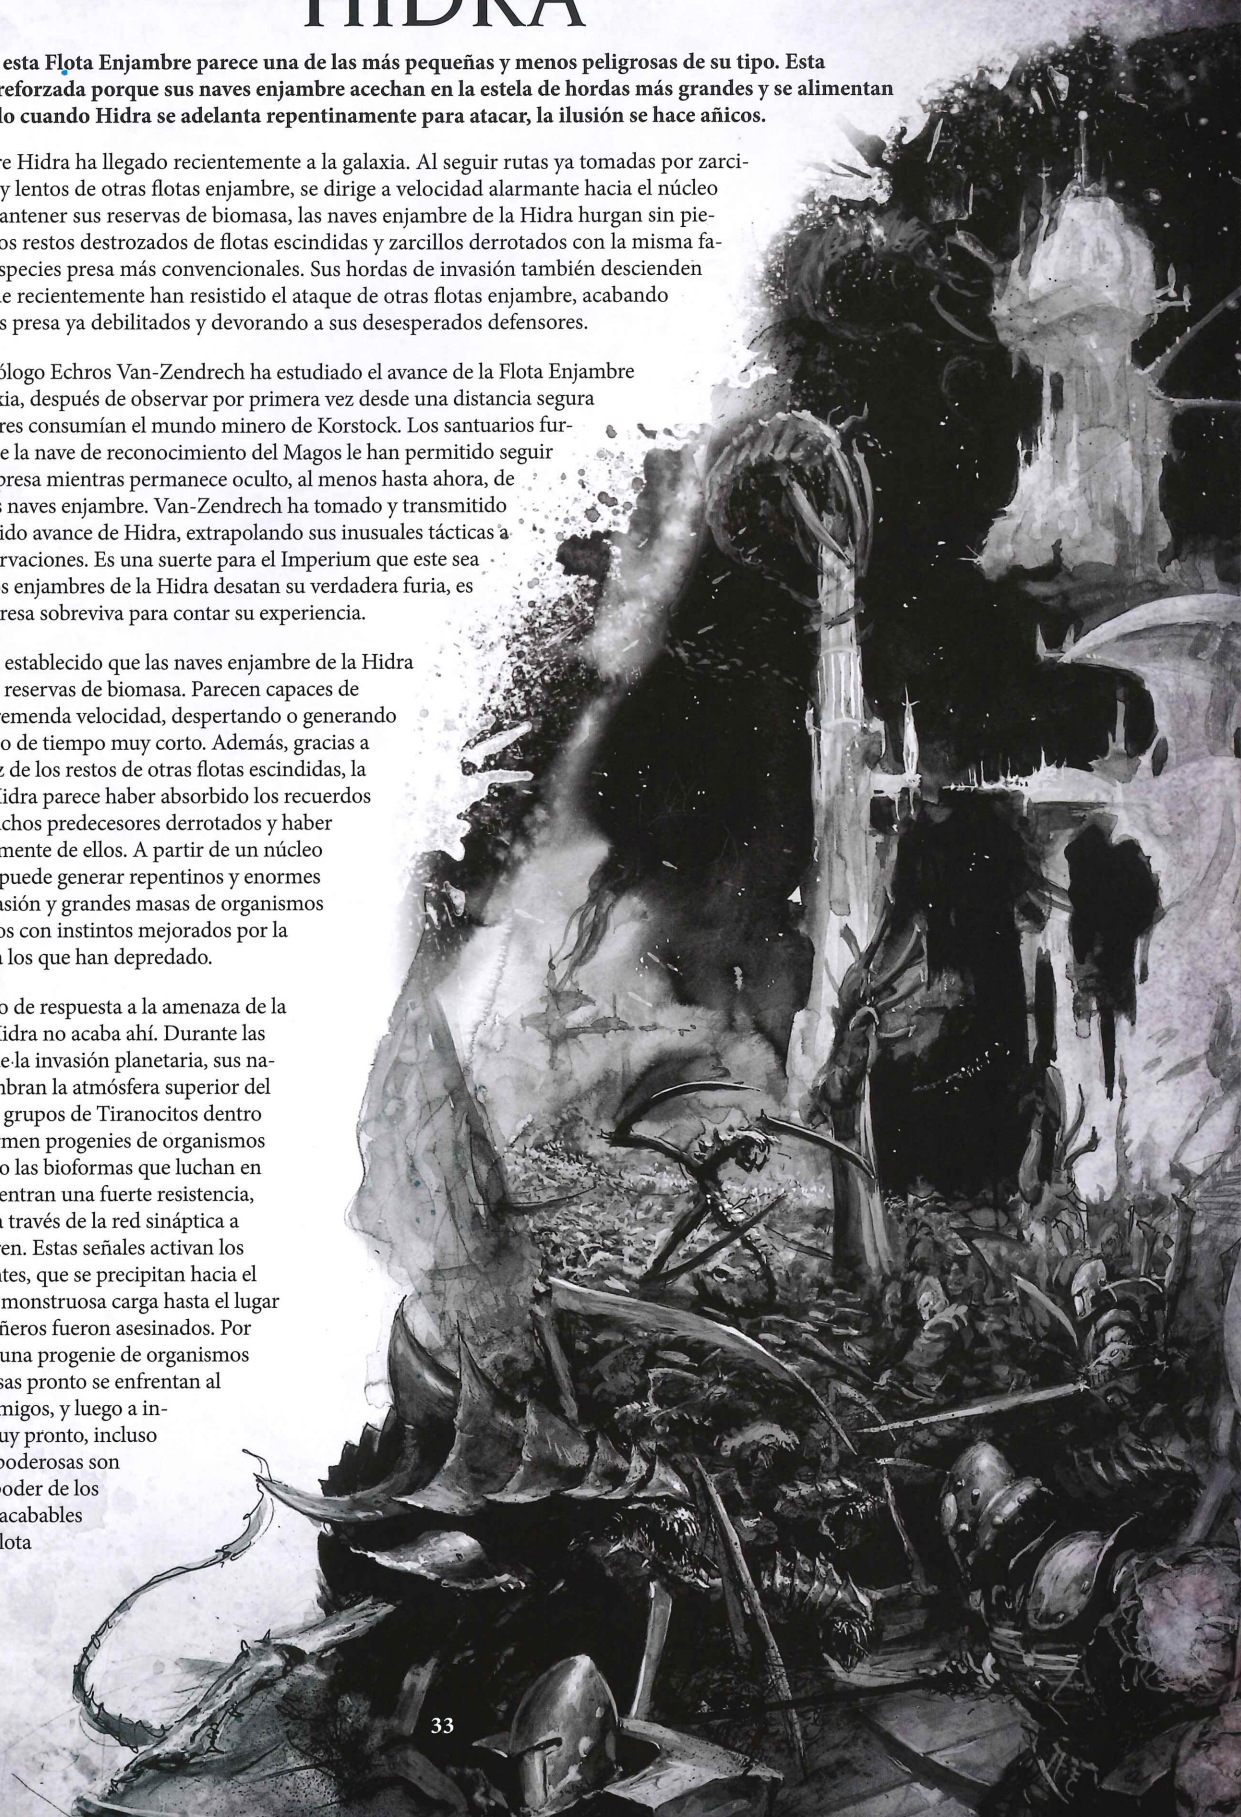 HIDRA
esta Flota Enjambre parece una de las más pequeñas y menos peligrosas de su tipo. Esta
reforzada porque sus naves enjambre acechan en la estela de hordas más grandes y se alimentan
lo cuando Hidra se adelanta repentinamente para atacar, la ilusión se hace añicos.
re Hidra ha llegado recientemente a la galaxia. Al seguir rutas ya tomadas por zarci-
y lentos de otras flotas enjambre, se dirige a velocidad alarmante hacia el núcleo
antener sus reservas de biomasa, las naves enjambre de la Hidra hurgan sin pie-
os restos destrozados de flotas escindidas y zarcillos derrotados con la misma fa-
species presa más convencionales. Sus hordas de invasión también descienden
e recientemente han resistido el ataque de otras flotas enjambre, acabando
s presa ya debilitados y devorando a sus desesperados defensores.
ólogo Echros Van-Zendrech ha estudiado el avance de la Flota Enjambre
xia, después de observar por primera vez desde una distancia segura
res consumían el mundo minero de Korstock. Los santuarios fur-
e la nave de reconocimiento del Magos le han permitido seguir
presa mientras permanece oculto, al menos hasta ahora, de
s naves enjambre. Van-Zendrech ha tomado y transmitido
ido avance de Hidra, extrapolando sus inusuales tácticas a
rvaciones. Es una suerte para el Imperium que este sea
s enjambres de la Hidra desatan su verdadera furia, es
resa sobreviva para contar su experiencia.
establecido que las naves enjambre de la Hidra
reservas de biomasa. Parecen capaces de
remenda velocidad, despertando o generando
o de tiempo muy corto. Además, gracias a
z de los restos de otras flotas escindidas, la
Hidra parece haber absorbido los recuerdos
chos predecesores derrotados y haber
mente de ellos. A partir de un núcleo
puede generar repentinos y enormes
asión y grandes masas de organismos
os con instintos mejorados por la
a los que han depredado.
o de respuesta a la amenaza de la
Hidra no acaba ahí. Durante las
e la invasión planetaria, sus na-
mbran la atmósfera superior del
grupos de Tiranocitos dentro
rmen progenies de organismos
o las bioformas que luchan en
entran una fuerte resistencia,
a través de la red sináptica a
ren. Estas señales activan los
ntes, que se precipitan hacia el
monstruosa carga hasta el lugar
ñeros fueron asesinados. Por
una progenie de organismos
sas pronto se enfrentan al
migos, y luego a in-
uy pronto, incluso
poderosas son
poder de los
acabables
lota
33